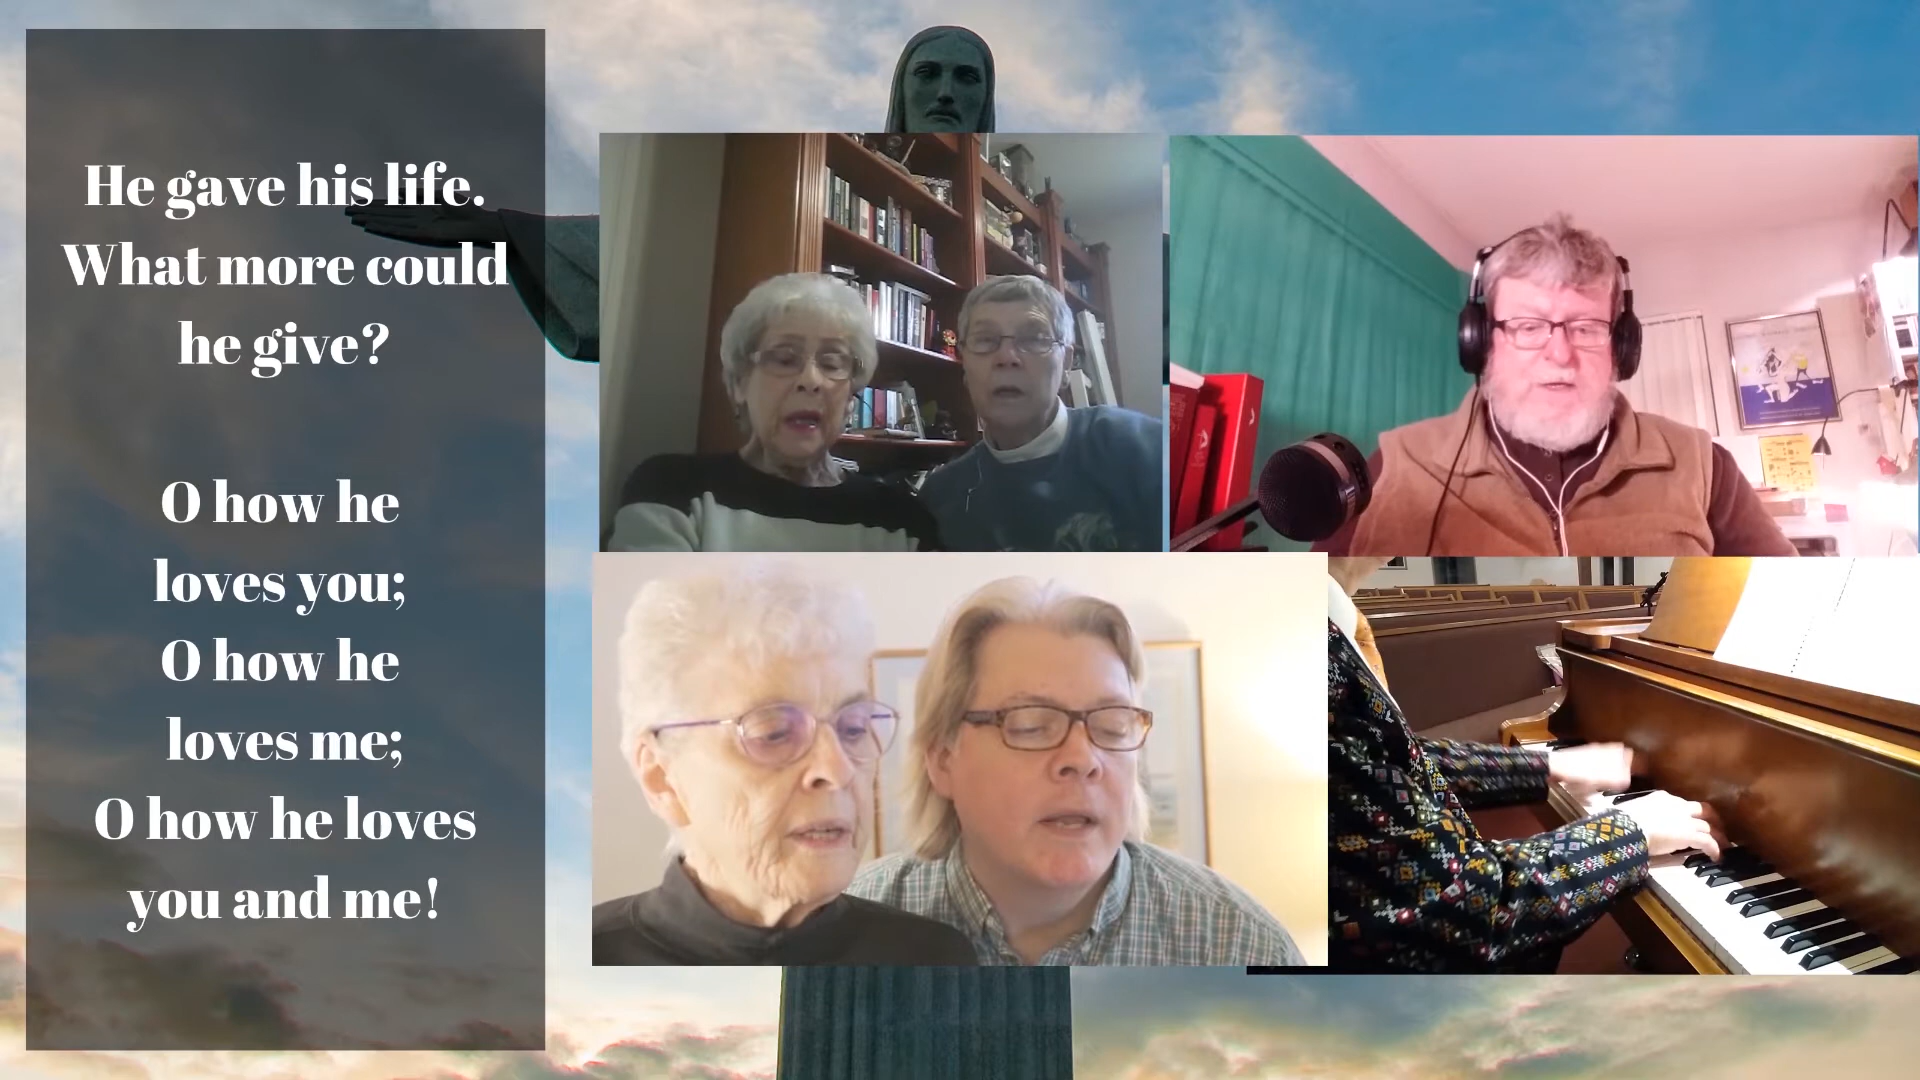 He gave his life.
What more could
he give?
O how he
loves you;
O how he
loves me;
O how he loves
you and me!